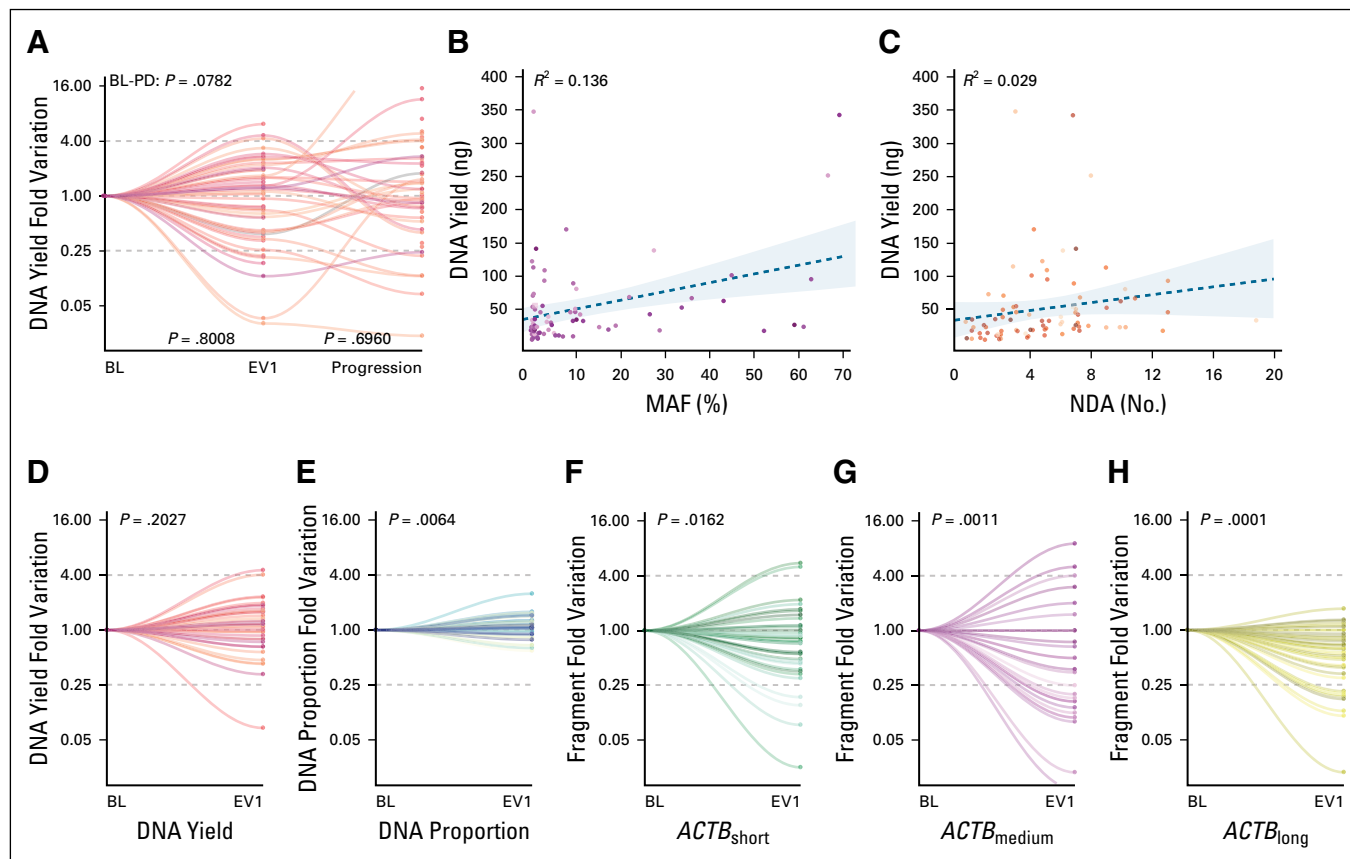 A
BL-PD: P = .0782
DNA Yield Fold Variation
16.00
4.00
1.00
0.25
0.05
P = .8008
P = .6960
BL
EV1
Progression
B
R² = 0.136
DNA Yield (ng)
400
350
300
250
200
150
100
50
0
10
20
30
40
50
60
70
MAF (%)
C
R² = 0.029
DNA Yield (ng)
400
350
300
250
200
150
100
50
0
4
8
12
16
20
NDA (No.)
D
P = .2027
DNA Yield Fold Variation
16.00
4.00
1.00
0.25
0.05
BL
EV1
DNA Yield
E
P = .0064
DNA Proportion Fold Variation
16.00
4.00
1.00
0.25
0.05
BL
EV1
DNA Proportion
F
P = .0162
Fragment Fold Variation
16.00
4.00
1.00
0.25
0.05
BL
EV1
ACTBshort
G
P = .0011
Fragment Fold Variation
16.00
4.00
1.00
0.25
0.05
BL
EV1
ACTBmedium
H
P = .0001
Fragment Fold Variation
16.00
4.00
1.00
0.25
0.05
BL
EV1
ACTBlong